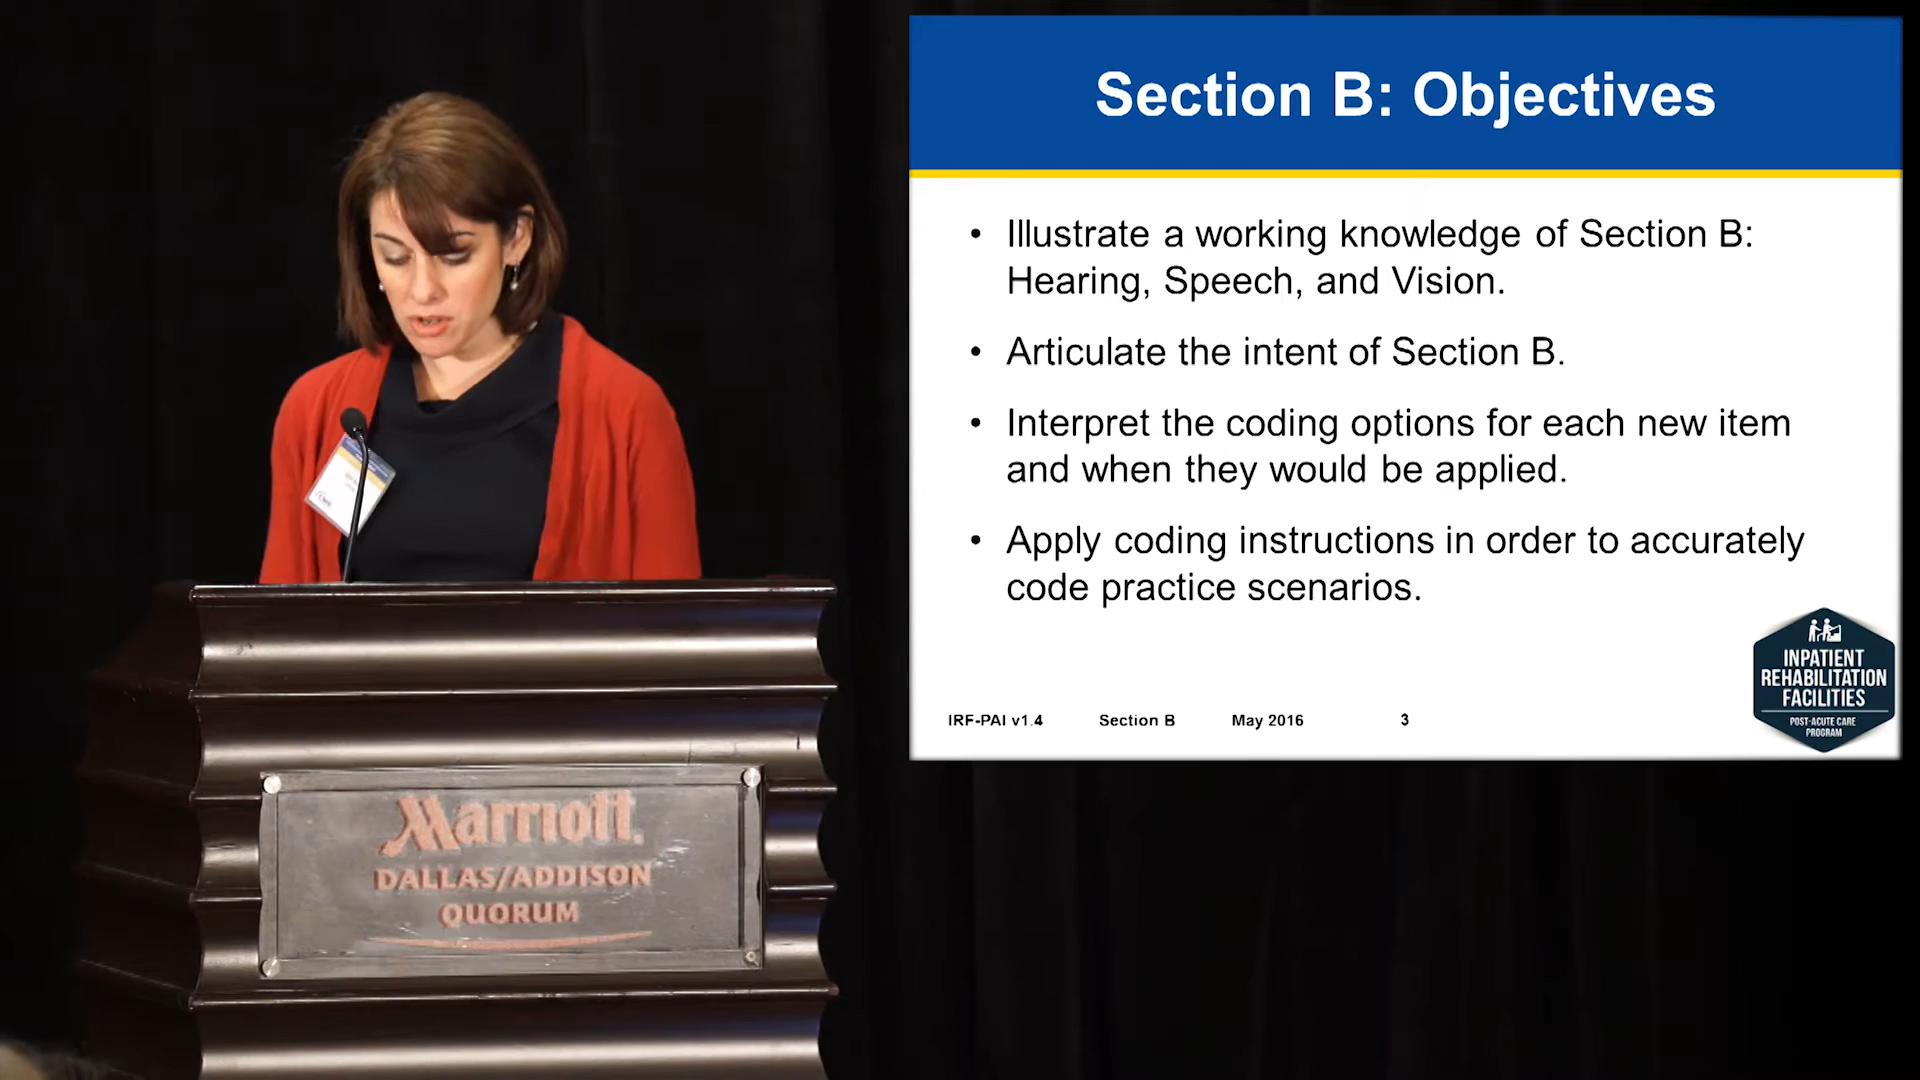 Section B: Objectives
• Illustrate a working knowledge of Section B:
Hearing, Speech, and Vision.
• Articulate the intent of Section B.
• Interpret the coding options for each new item
and when they would be applied.
• Apply coding instructions in order to accurately
code practice scenarios.
INPATIENT
REHABILITATION
FACILITIES
POST-ACUTE CARE
PROGRAM
IRF-PAI v1.4 Section B May 2016 3
Marriott.
DALLAS/ADDISON
QUORUM